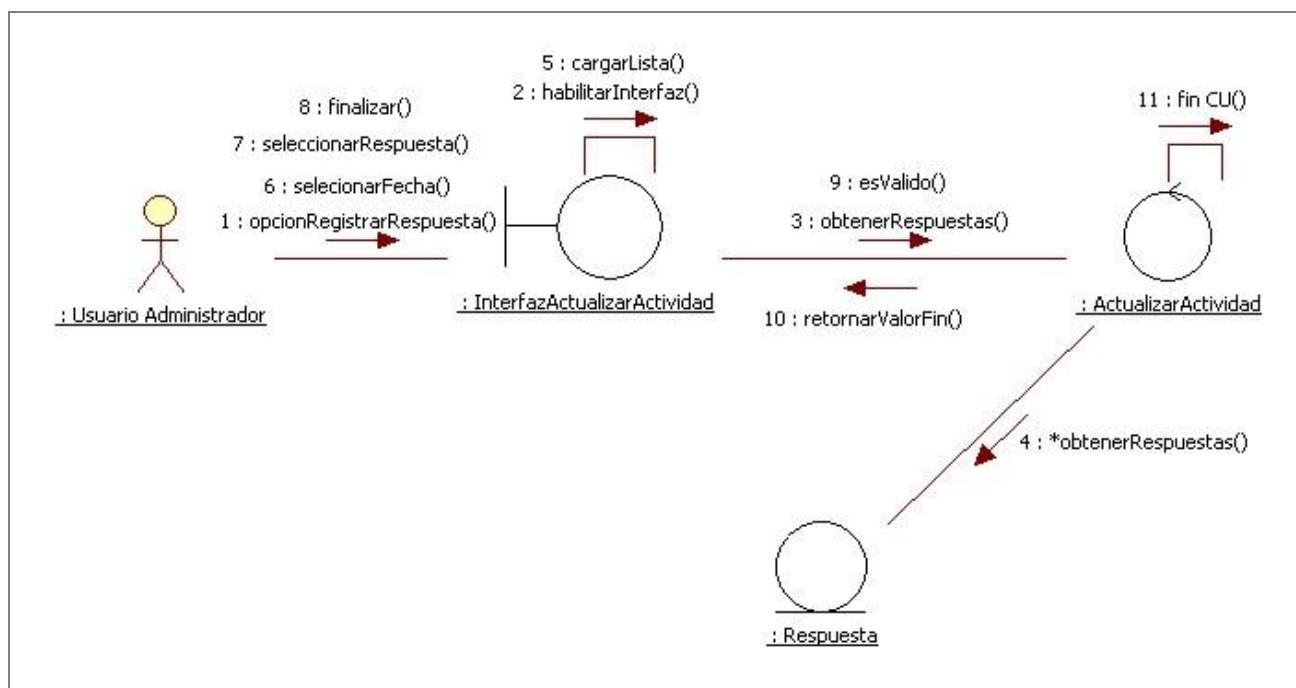 5 : cargarLista()
2 : habilitarInterfaz()
8 : finalizar()
7 : seleccionarRespuesta()
6 : selecionarFecha()
1 : opcionRegistrarRespuesta()
11 : fin CU()
9 : esValido()
3 : obtenerRespuestas()
: Usuario Administrador
: InterfazActualizarActividad
10 : retornarValorFin()
: ActualizarActividad
4 : *obtenerRespuestas()
: Respuesta